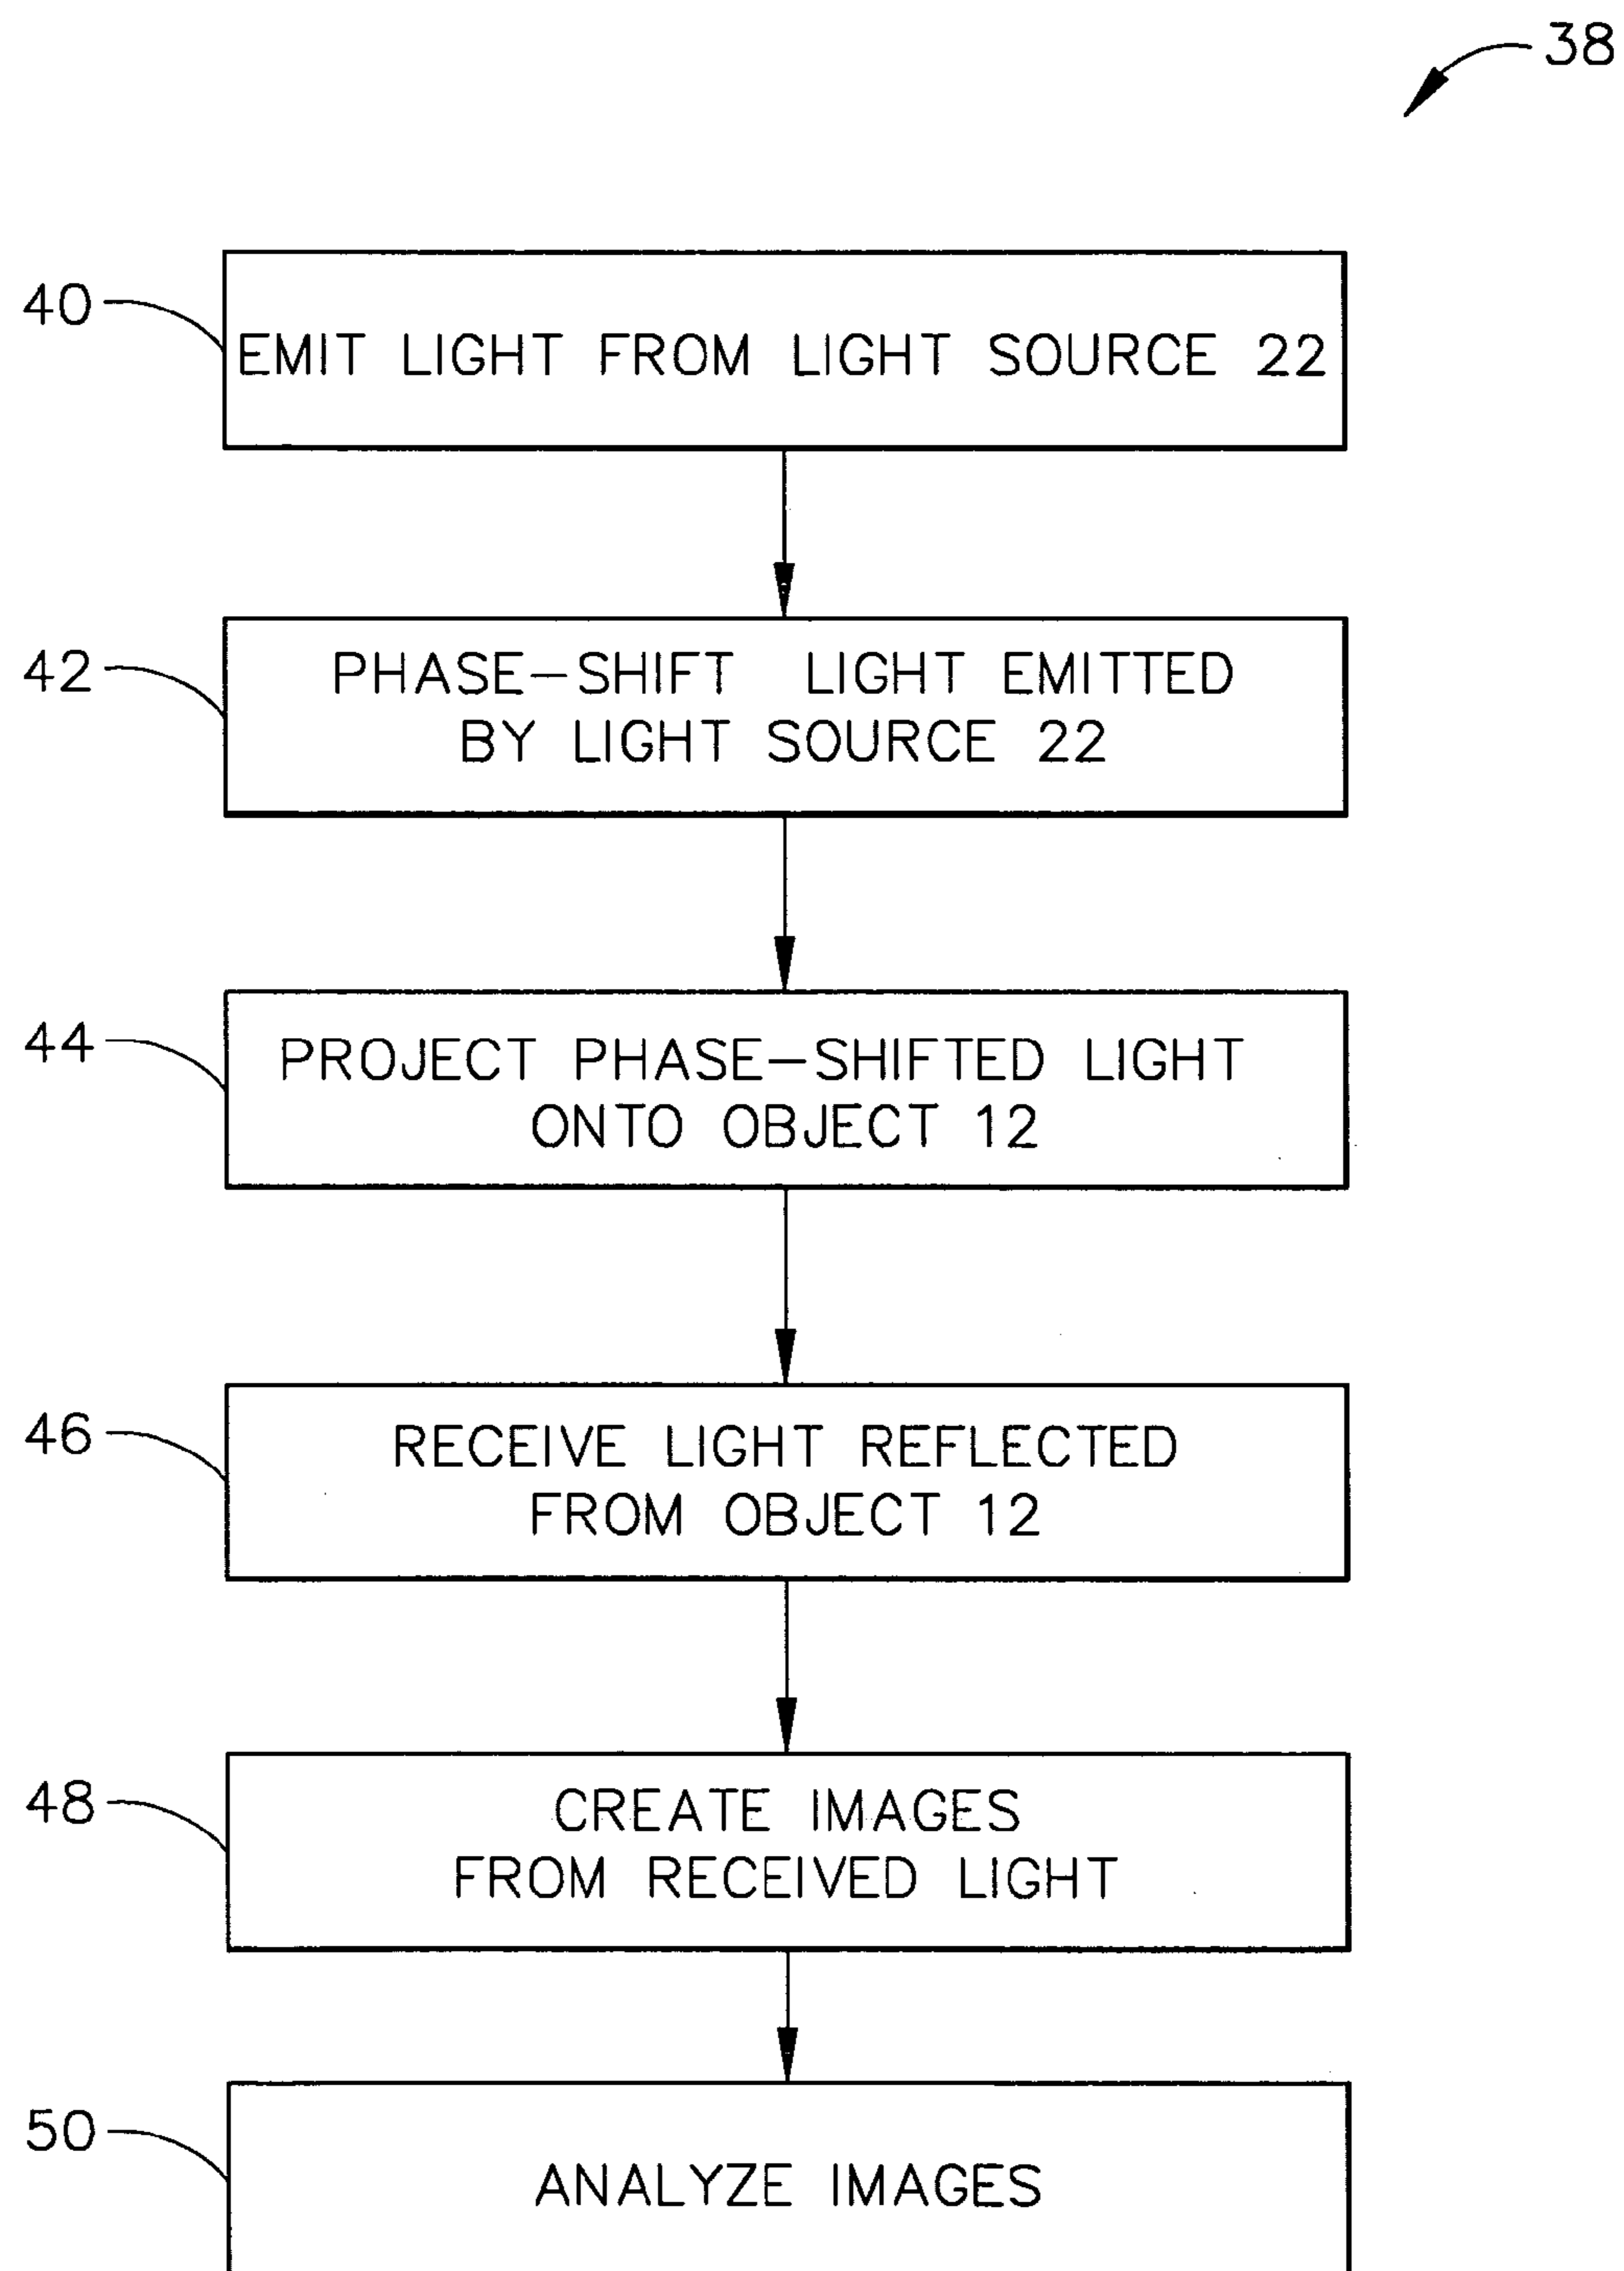 38
40
EMIT LIGHT FROM LIGHT SOURCE 22
42
PHASE-SHIFT LIGHT EMITTED
BY LIGHT SOURCE 22
44
PROJECT PHASE-SHIFTED LIGHT
ONTO OBJECT 12
46
RECEIVE LIGHT REFLECTED
FROM OBJECT 12
48
CREATE IMAGES
FROM RECEIVED LIGHT
50
ANALYZE IMAGES